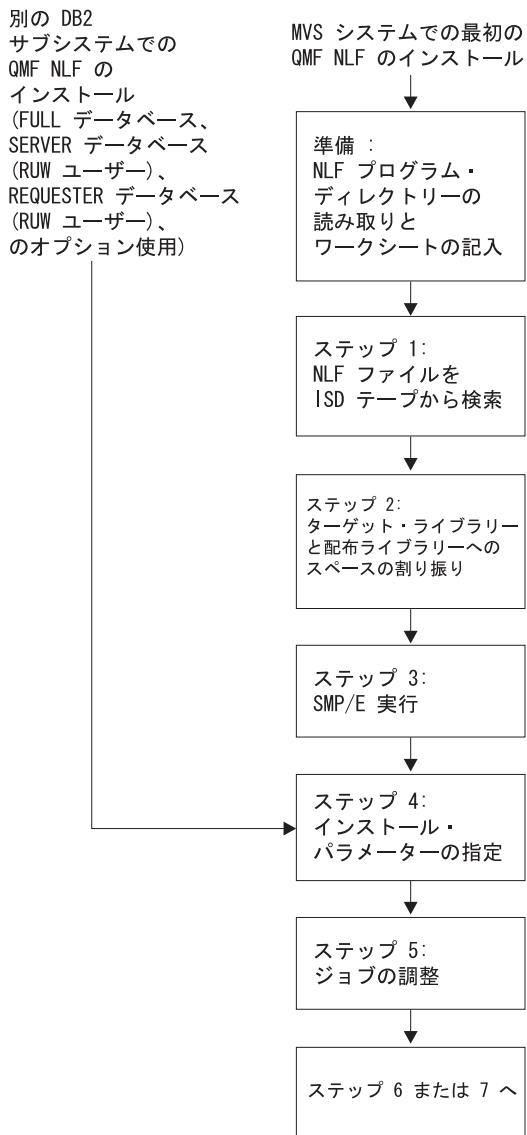 別の DB2
サブシステムでの
QMF NLF の
インストール
(FULL データベース、
SERVER データベース
(RUW ユーザー)、
REQUESTER データベース
(RUW ユーザー)、
のオプション使用)
MVS システムでの最初の
QMF NLF のインストール
準備 :
NLF プログラム・
ディレクトリーの
読み取りと
ワークシートの記入
ステップ 1:
NLF ファイルを
ISD テープから検索
ステップ 2:
ターゲット・ライブラリー
と配布ライブラリーへの
スペースの割り振り
ステップ 3:
SMP/E 実行
ステップ 4:
インストール・
パラメーターの指定
ステップ 5:
ジョブの調整
ステップ 6 または 7 へ